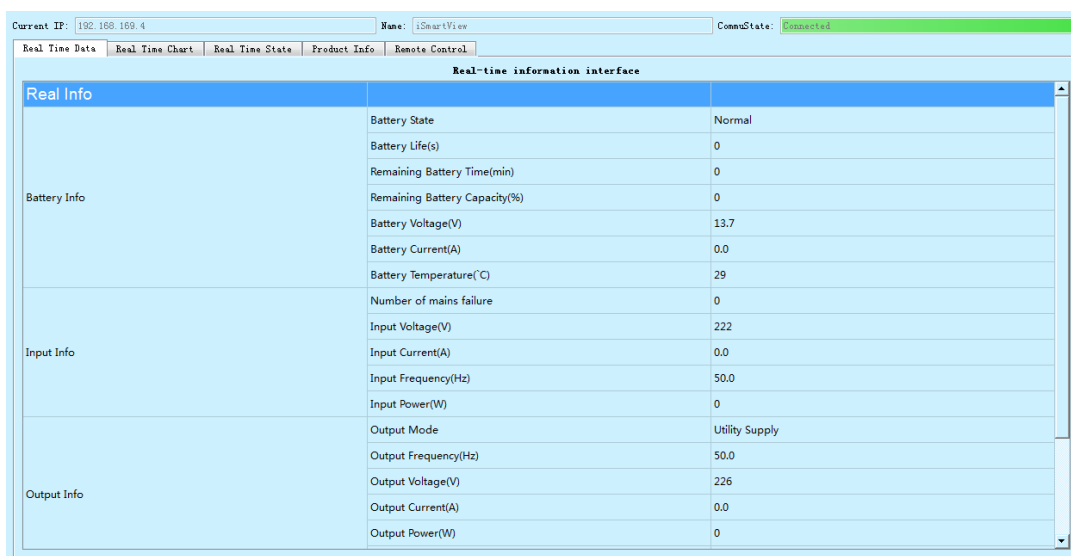 Current IP: 192.168.169.4 Name: iSmartView CommuState: Connected
Real Time Data Real Time Chart Real Time State Product Info Remote Control
Real-time information interface
Real Info
Battery Info
Battery State Normal
Battery Life(s) 0
Remaining Battery Time(min) 0
Remaining Battery Capacity(%) 0
Battery Voltage(V) 13.7
Battery Current(A) 0.0
Battery Temperature(`C) 29
Input Info
Number of mains failure 0
Input Voltage(V) 222
Input Current(A) 0.0
Input Frequency(Hz) 50.0
Input Power(W) 0
Output Info
Output Mode Utility Supply
Output Frequency(Hz) 50.0
Output Voltage(V) 226
Output Current(A) 0.0
Output Power(W) 0